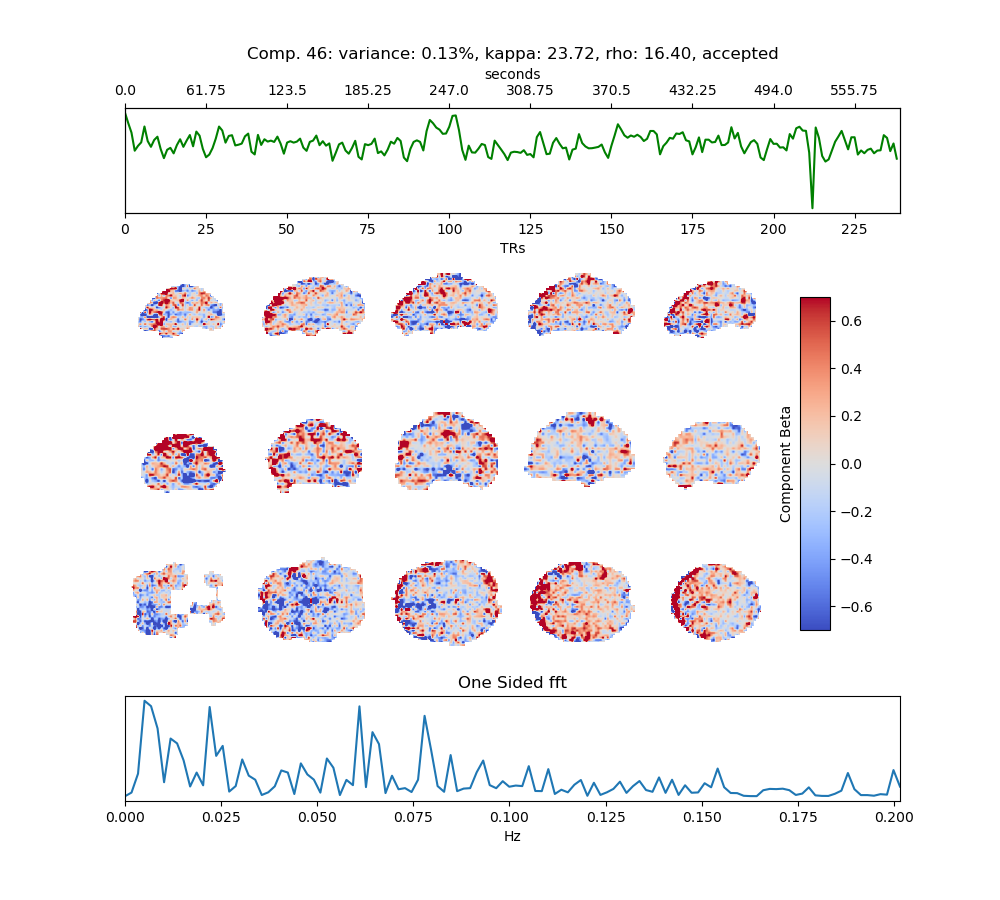 Comp. 46: variance: 0.13%, kappa: 23.72, rho: 16.40, accepted
seconds
0.0 61.75 123.5 185.25 247.0 308.75 370.5 432.25 494.0 555.75
0 25 50 75 100 125 150 175 200 225
TRs
0.6
0.4
0.2
0.0
−0.2
−0.4
−0.6
Component Beta
One Sided fft
0.000 0.025 0.050 0.075 0.100 0.125 0.150 0.175 0.200
Hz